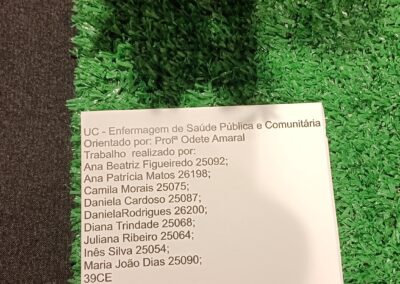 UC - Enfermagem de Saúde Pública e Comunitária
Orientado por: Profª Odete Amaral
Trabalho realizado por:
Ana Beatriz Figueiredo 25092;
Ana Patrícia Matos 26198;
Camila Morais 25075;
Daniela Cardoso 25087;
DanielaRodrigues 26200;
Diana Trindade 25068;
Juliana Ribeiro 25064;
Inês Silva 25054;
Maria João Dias 25090;
39CE